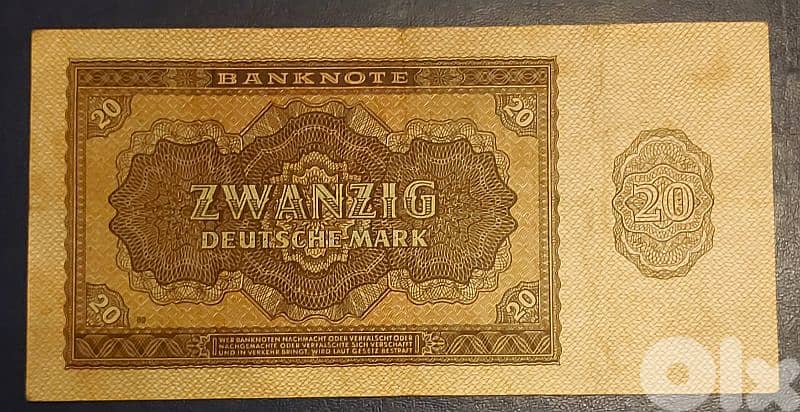 BANKNOTE
20
20
ZWANZIG
DEUTSCHE MARK
20
20
20
WER BANKNOTEN NACHMACHT ODER VERFÄLSCHT ODER
NACHGEMACHTE ODER VERFÄLSCHTE SICH VERSCHAFFT
UND IN VERKEHR BRINGT, WIRD LAUT GESETZ BESTRAFT
OLX